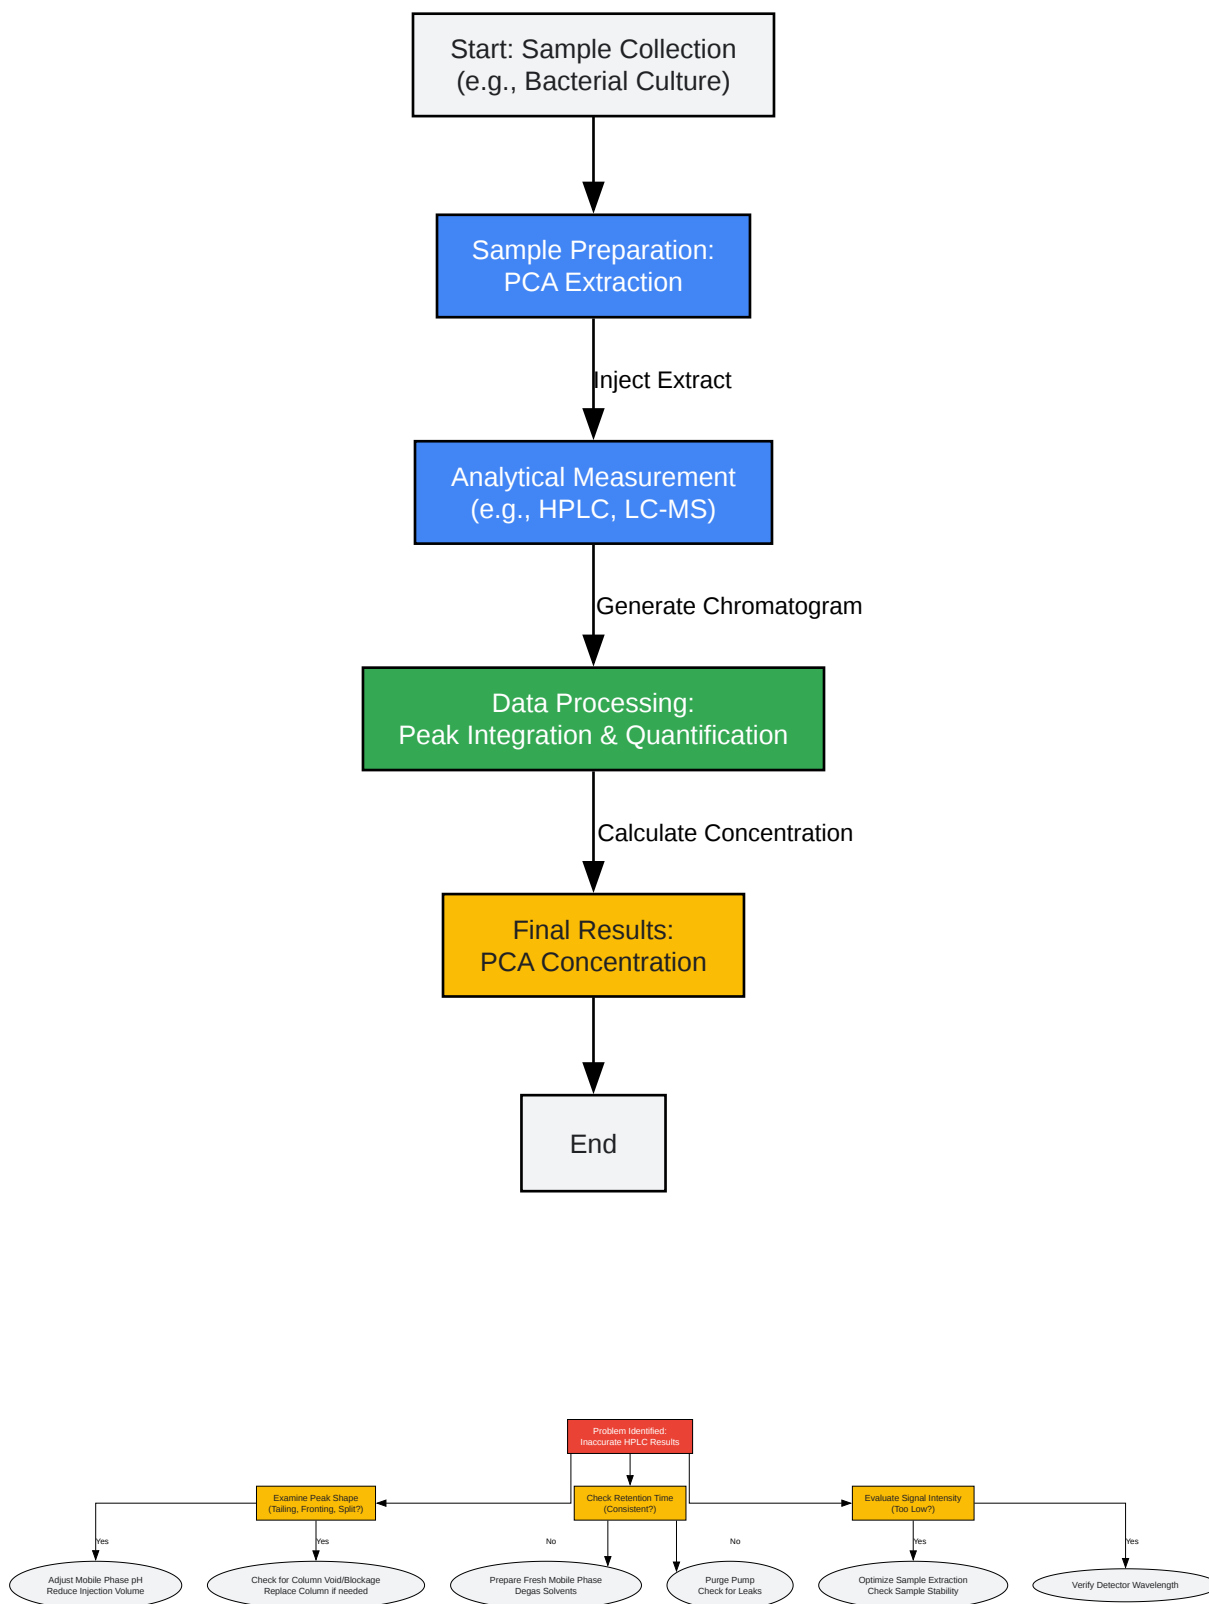 Start: Sample Collection
(e.g., Bacterial Culture)
Sample Preparation:
PCA Extraction
Inject Extract
Analytical Measurement
(e.g., HPLC, LC-MS)
Generate Chromatogram
Data Processing:
Peak Integration & Quantification
Calculate Concentration
Final Results:
PCA Concentration
End
Problem Identified:
Inaccurate HPLC Results
Examine Peak Shape
(Tailing, Fronting, Split?)
Check Retention Time
(Consistent?)
Evaluate Signal Intensity
(Too Low?)
Yes
Yes
No
No
Yes
Yes
Adjust Mobile Phase pH
Reduce Injection Volume
Check for Column Void/Blockage
Replace Column if needed
Prepare Fresh Mobile Phase
Degas Solvents
Purge Pump
Check for Leaks
Optimize Sample Extraction
Check Sample Stability
Verify Detector Wavelength